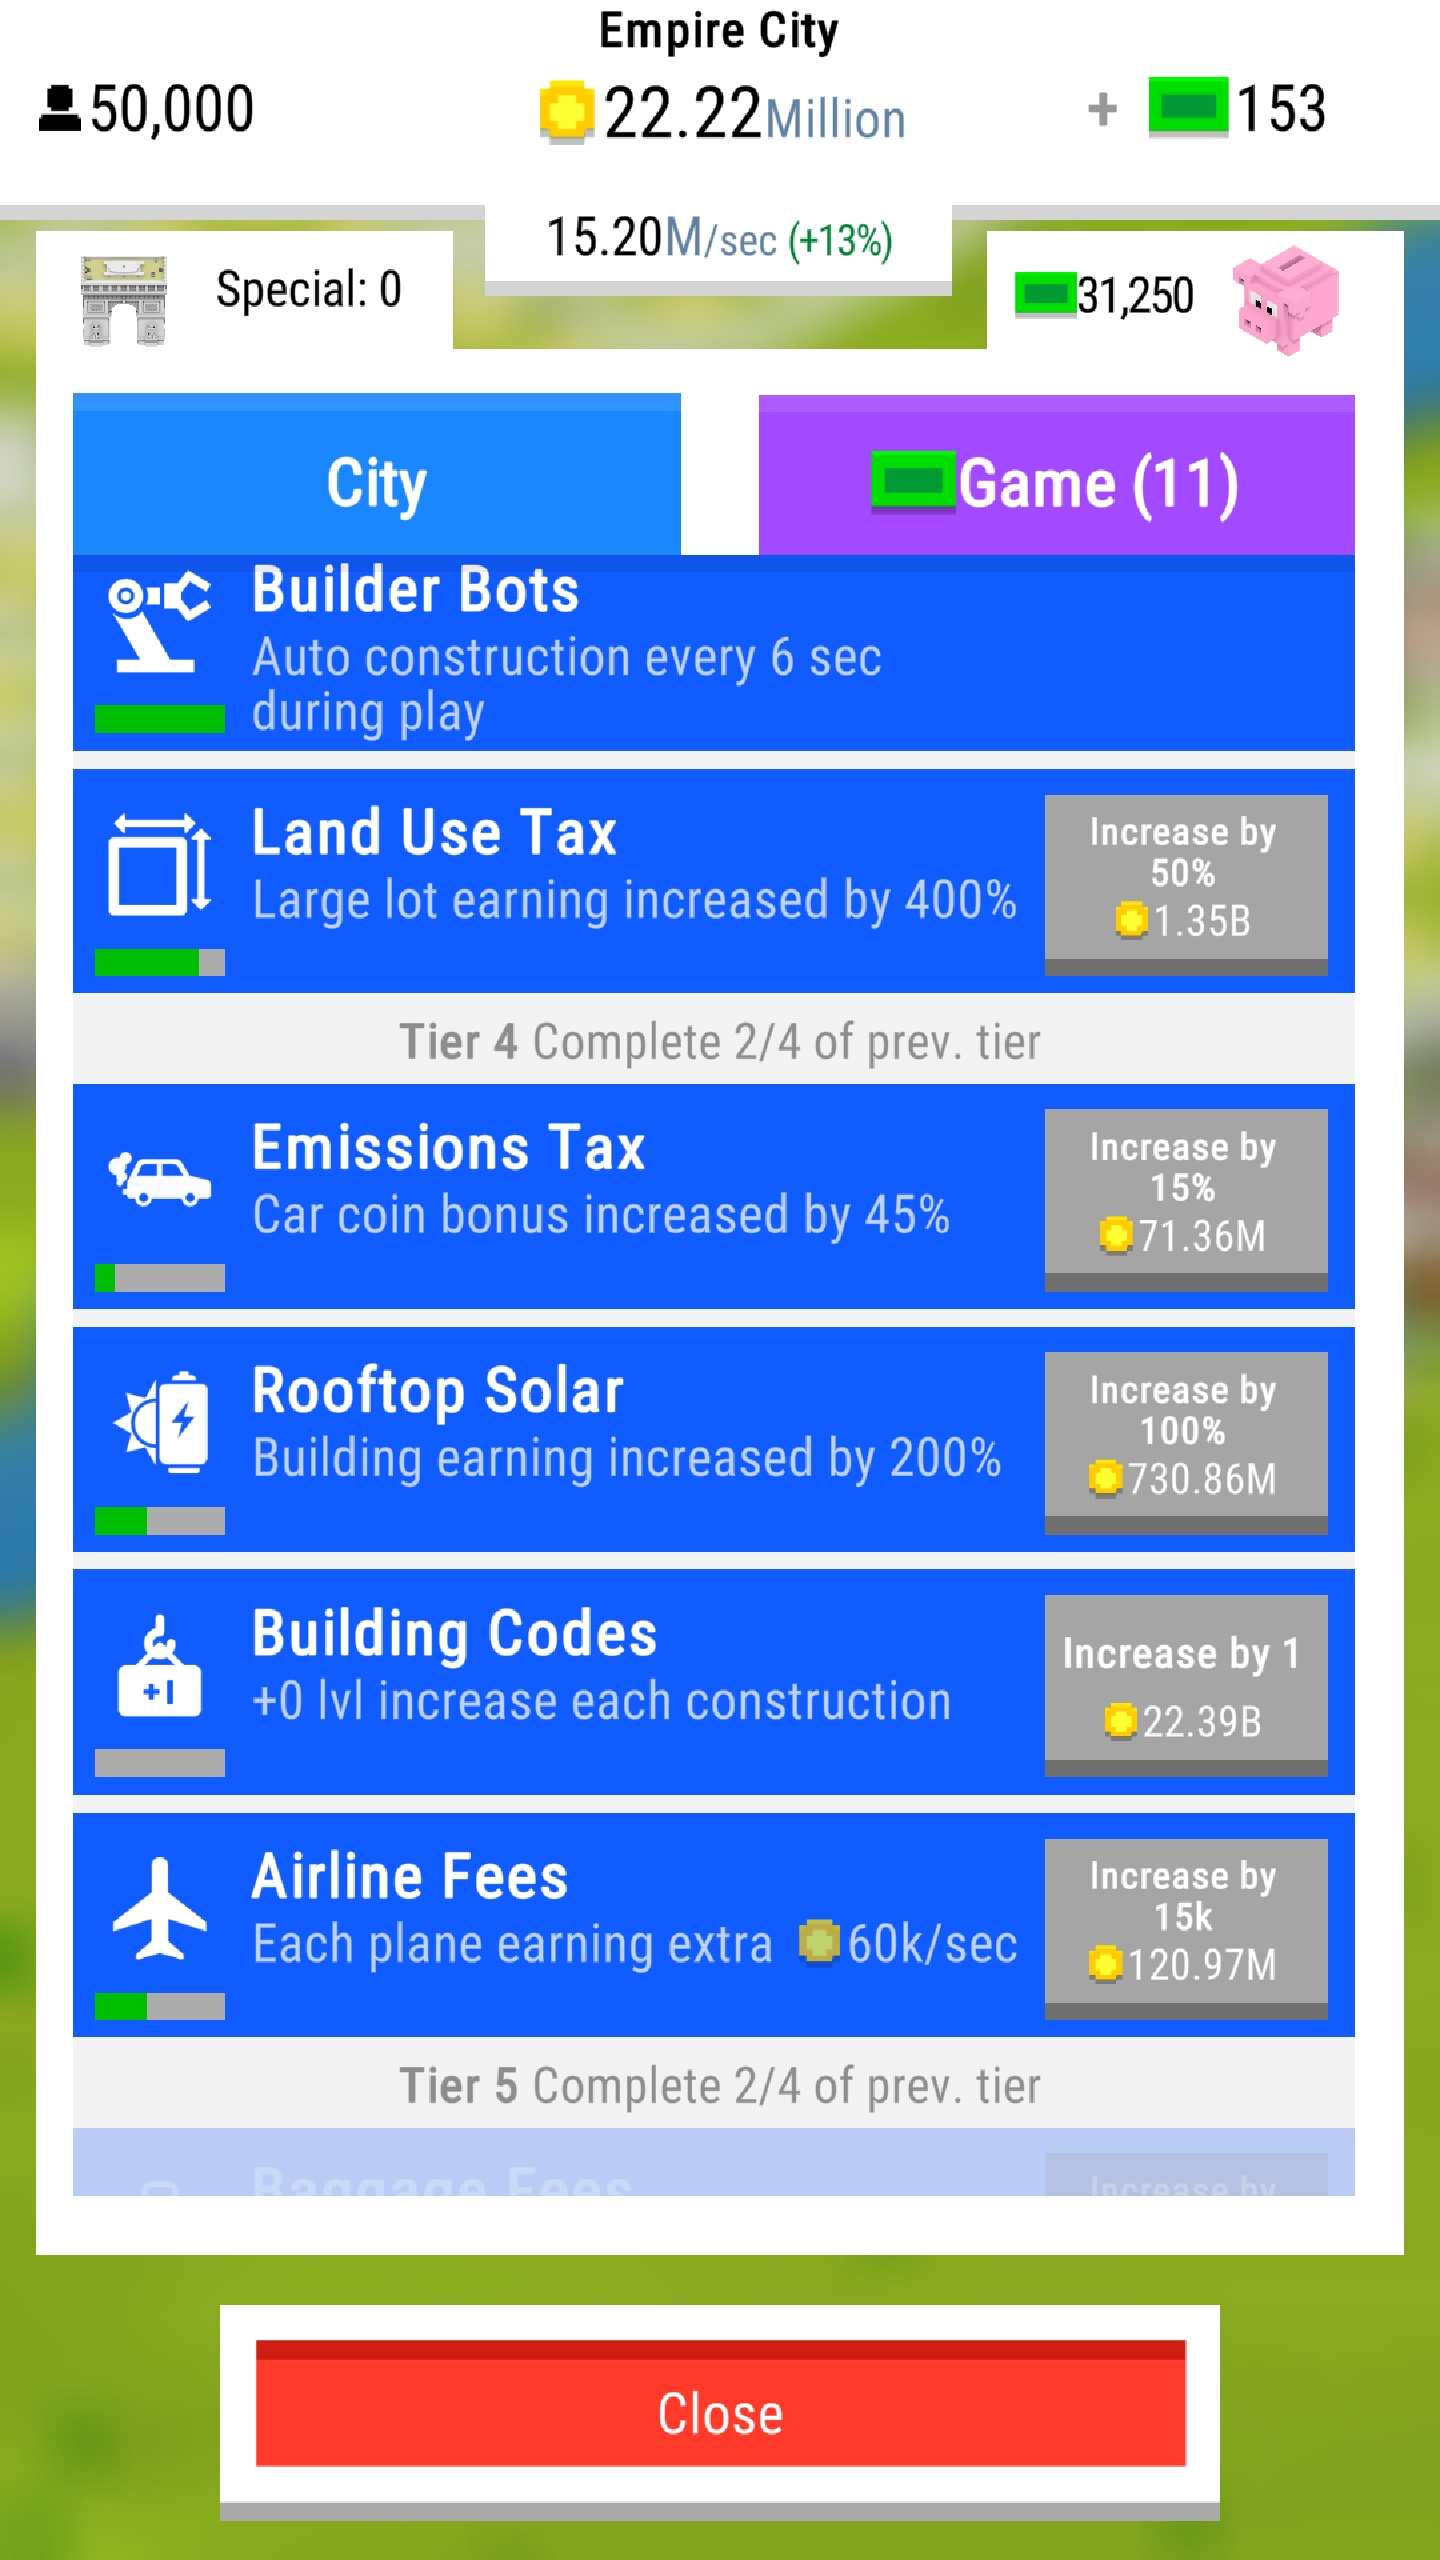 Empire City
50,000
22.22Million
+ 153
15.20M/sec (+13%)
Special: 0
31,250
City
Game (11)
Builder Bots
Auto construction every 6 sec
during play
Land Use Tax
Large lot earning increased by 400%
Increase by
50%
1.35B
Tier 4 Complete 2/4 of prev. tier
Emissions Tax
Car coin bonus increased by 45%
Increase by
15%
71.36M
Rooftop Solar
Building earning increased by 200%
Increase by
100%
730.86M
+1
Building Codes
+0 lvl increase each construction
Increase by 1
22.39B
Airline Fees
Each plane earning extra 60k/sec
Increase by
15k
120.97M
Tier 5 Complete 2/4 of prev. tier
Baggage Fees
Increase by
Close